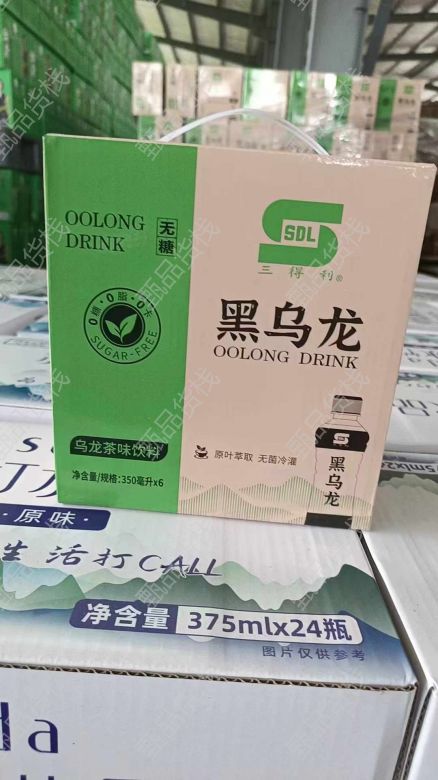 OOLONG
DRINK
无糖
0糖·0脂·0卡
SUGAR-FREE
乌龙茶味饮料
净含量/规格:350毫升x6
SDL
三得利®
黑乌龙
OOLONG DRINK
原叶萃取 无菌冷灌
黑乌龙
·原味·
生活打CALL
净含量 375mlx24瓶
图片仅供参考
甄品货栈